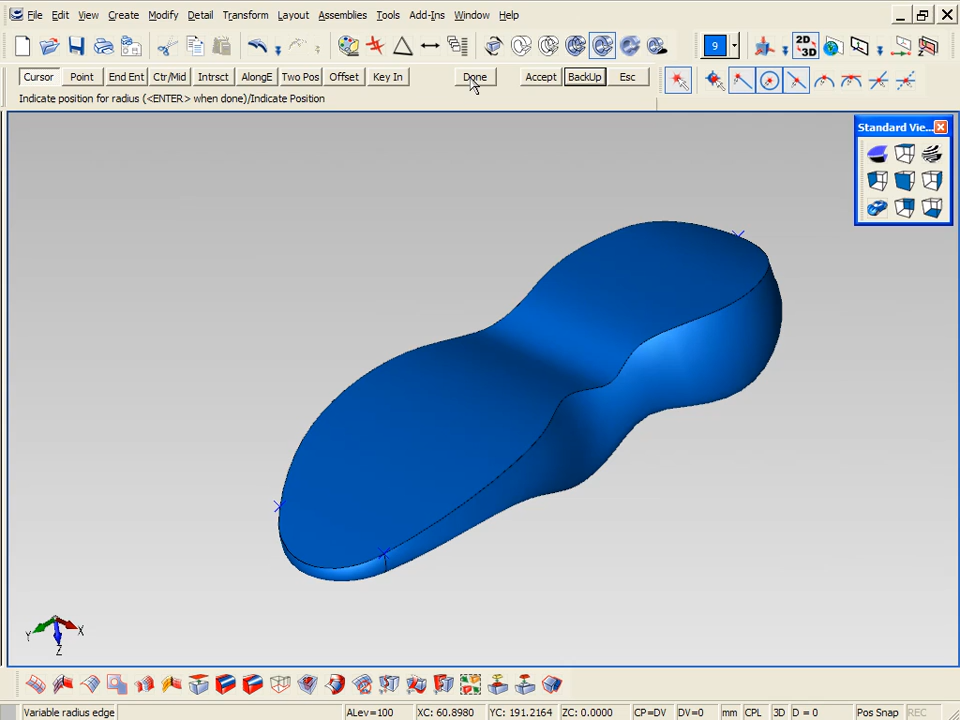 File Edit View Create Modify Detail Transform Layout Assemblies Tools Add-Ins Window Help
9 2D 3D
Cursor Point End Ent Ctr/Mid Intrsct AlongE Two Pos Offset Key In Done Accept BackUp Esc
Indicate position for radius (<ENTER> when done)/Indicate Position
Standard Vie...
Y X
Z
Variable radius edge ALev=100 XC: 60.8980 YC: 191.2164 ZC: 0.0000 CP=DV DV=0 mm CPL 3D D = 0 Pos Snap REC